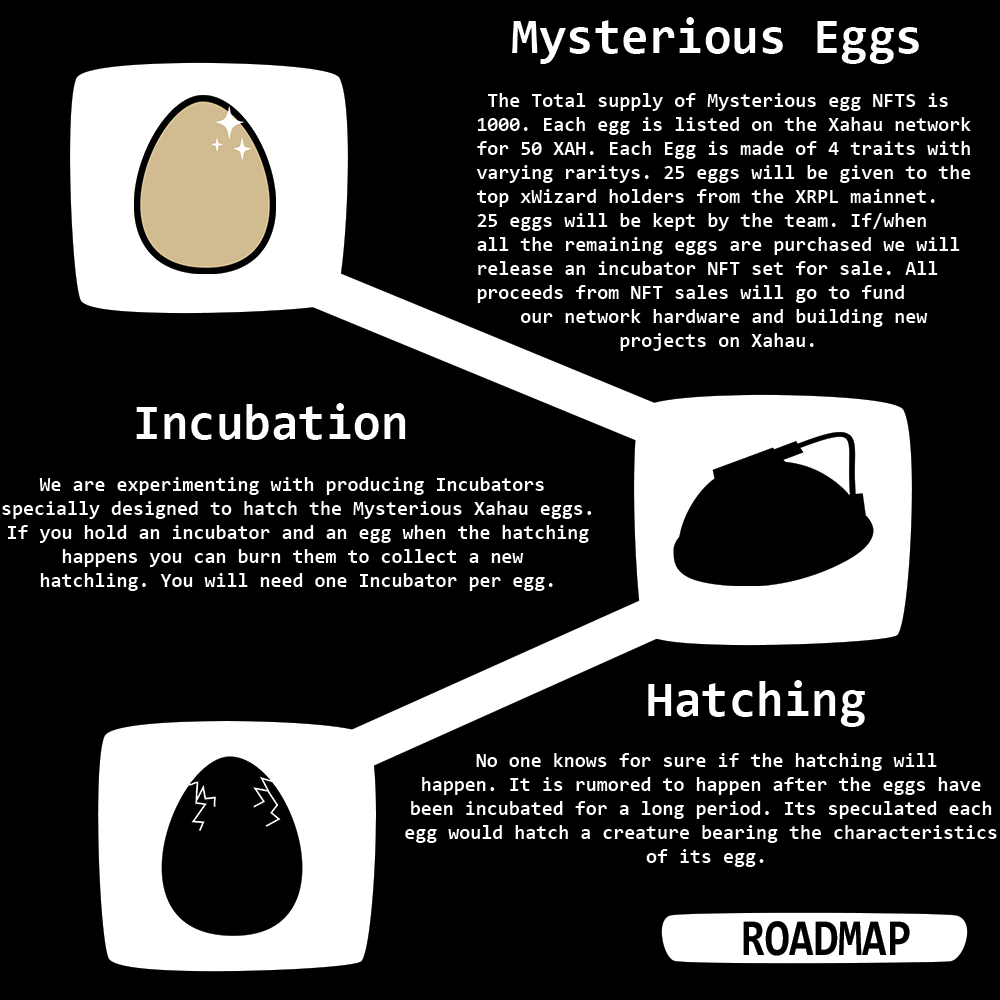 Mysterious Eggs
The Total supply of Mysterious egg NFTS is
1000. Each egg is listed on the Xahau network
for 50 XAH. Each Egg is made of 4 traits with
varying raritys. 25 eggs will be given to the
top xWizard holders from the XRPL mainnet.
25 eggs will be kept by the team. If/when
all the remaining eggs are purchased we will
release an incubator NFT set for sale. All
proceeds from NFT sales will go to fund
our network hardware and building new
projects on Xahau.
Incubation
We are experimenting with producing Incubators
specially designed to hatch the Mysterious Xahau eggs.
If you hold an incubator and an egg when the hatching
happens you can burn them to collect a new
hatchling. You will need one Incubator per egg.
Hatching
No one knows for sure if the hatching will
happen. It is rumored to happen after the eggs have
been incubated for a long period. Its speculated each
egg would hatch a creature bearing the characteristics
of its egg.
ROADMAP